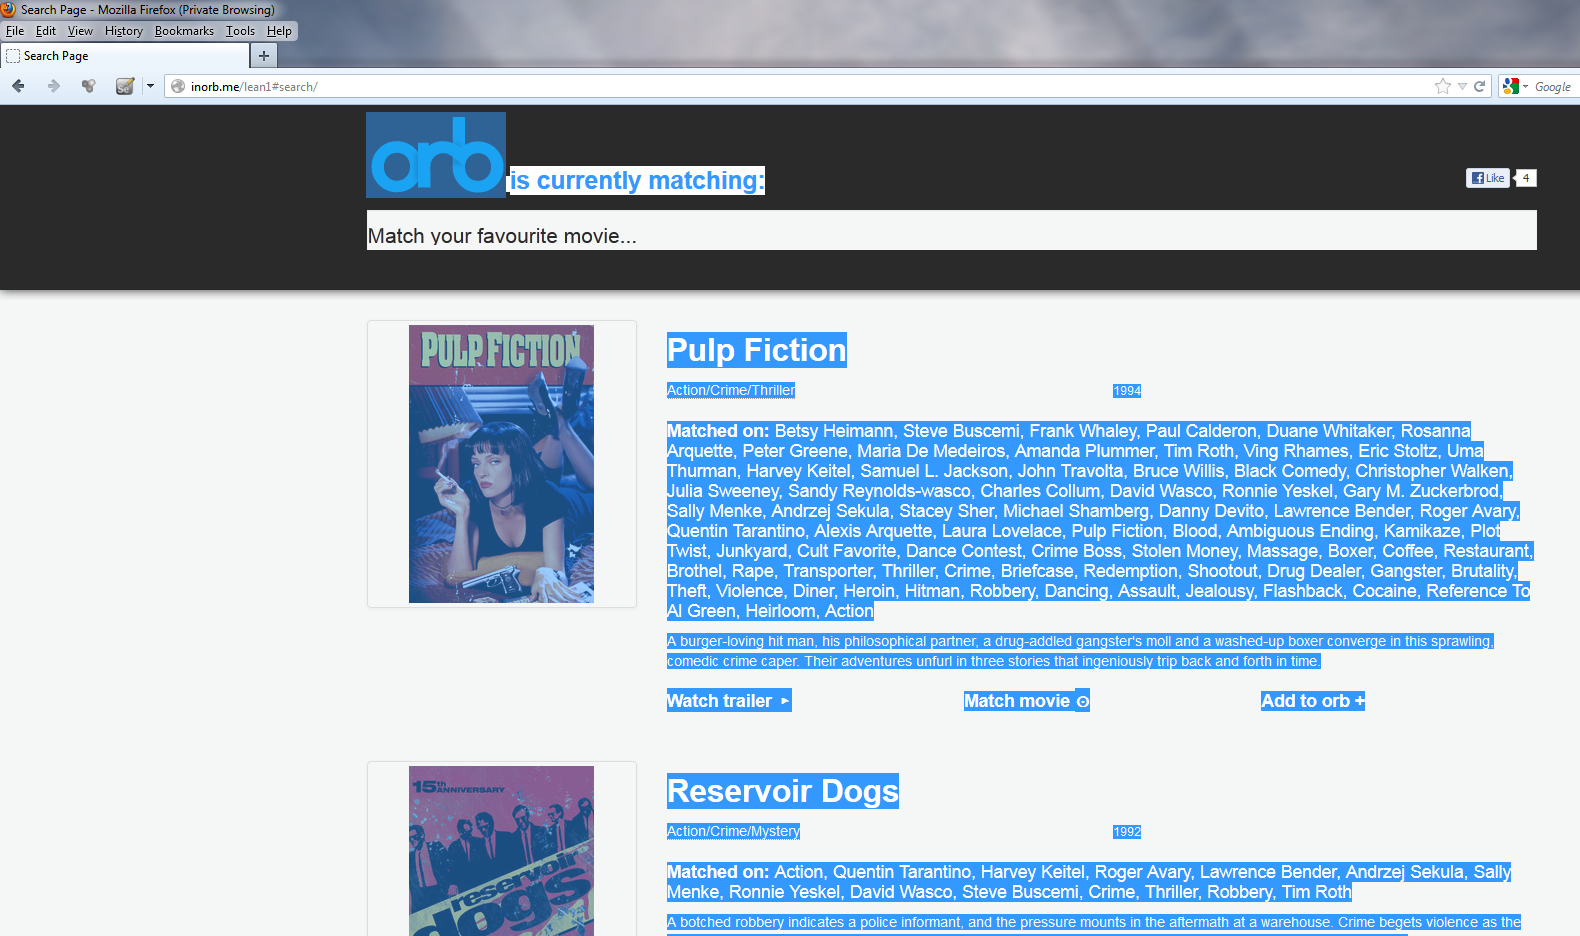 Search Page - Mozilla Firefox (Private Browsing)
File Edit View History Bookmarks Tools Help
Search Page
inorb.me/lean1#search/
Google
orb is currently matching:
Like 4
Match your favourite movie...
PULP FICTION
Pulp Fiction
Action/Crime/Thriller 1994
Matched on: Betsy Heimann, Steve Buscemi, Frank Whaley, Paul Calderon, Duane Whitaker, Rosanna
Arquette, Peter Greene, Maria De Medeiros, Amanda Plummer, Tim Roth, Ving Rhames, Eric Stoltz, Uma
Thurman, Harvey Keitel, Samuel L. Jackson, John Travolta, Bruce Willis, Black Comedy, Christopher Walken,
Julia Sweeney, Sandy Reynolds-wasco, Charles Collum, David Wasco, Ronnie Yeskel, Gary M. Zuckerbrod,
Sally Menke, Andrzej Sekula, Stacey Sher, Michael Shamberg, Danny Devito, Lawrence Bender, Roger Avary,
Quentin Tarantino, Alexis Arquette, Laura Lovelace, Pulp Fiction, Blood, Ambiguous Ending, Kamikaze, Plot
Twist, Junkyard, Cult Favorite, Dance Contest, Crime Boss, Stolen Money, Massage, Boxer, Coffee, Restaurant,
Brothel, Rape, Transporter, Thriller, Crime, Briefcase, Redemption, Shootout, Drug Dealer, Gangster, Brutality,
Theft, Violence, Diner, Heroin, Hitman, Robbery, Dancing, Assault, Jealousy, Flashback, Cocaine, Reference To
Al Green, Heirloom, Action
A burger-loving hit man, his philosophical partner, a drug-addled gangster's moll and a washed-up boxer converge in this sprawling,
comedic crime caper. Their adventures unfurl in three stories that ingeniously trip back and forth in time.
Watch trailer Match movie Add to orb +
15th ANNIVERSARY
reservoir
dogs
Reservoir Dogs
Action/Crime/Mystery 1992
Matched on: Action, Quentin Tarantino, Harvey Keitel, Roger Avary, Lawrence Bender, Andrzej Sekula, Sally
Menke, Ronnie Yeskel, David Wasco, Steve Buscemi, Crime, Thriller, Robbery, Tim Roth
A botched robbery indicates a police informant, and the pressure mounts in the aftermath at a warehouse. Crime begets violence as the